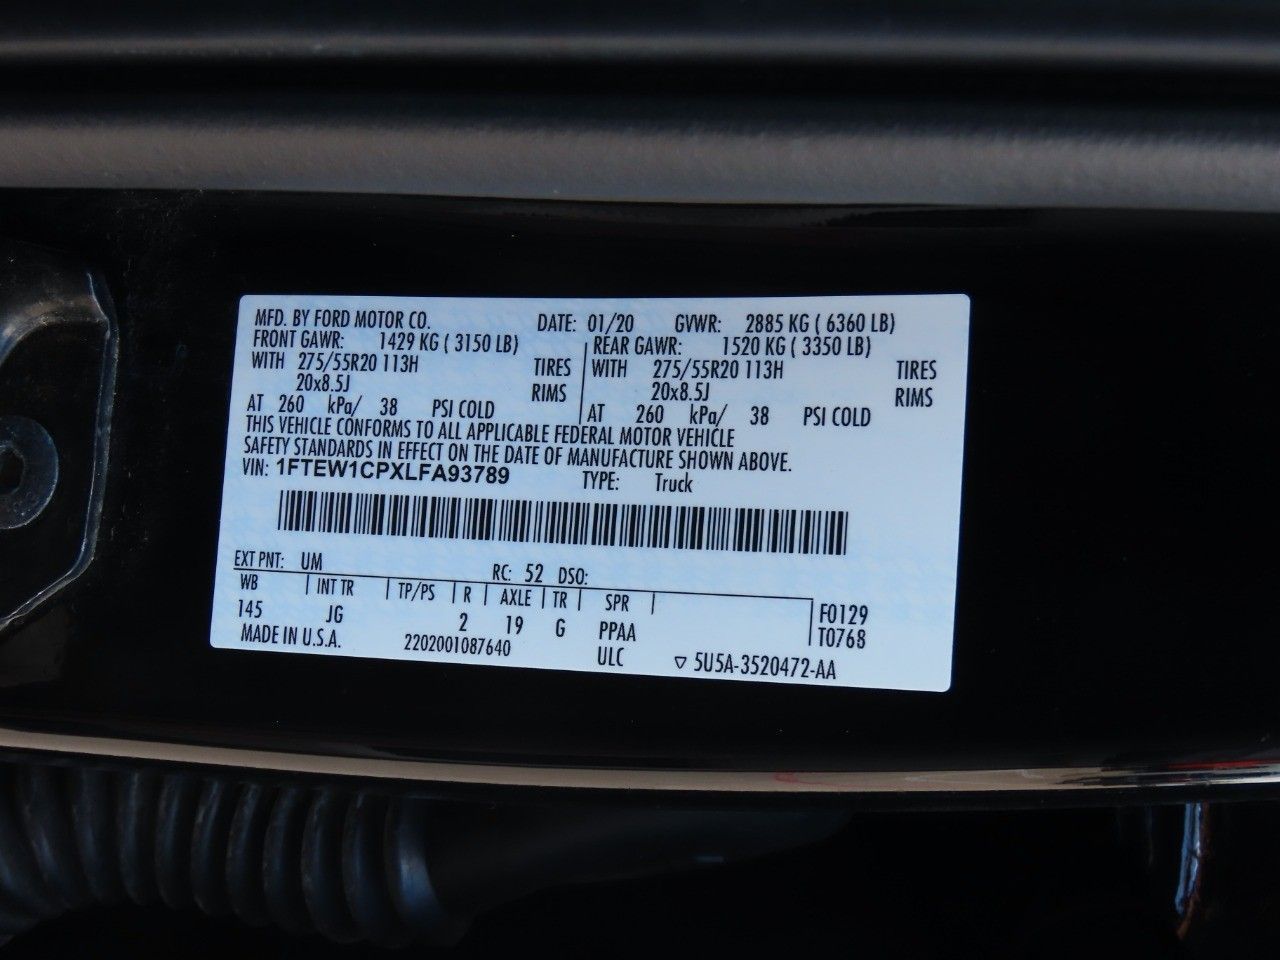 MFD. BY FORD MOTOR CO. DATE: 01/20 GVWR: 2885 KG ( 6360 LB)
FRONT GAWR: 1429 KG ( 3150 LB) REAR GAWR: 1520 KG ( 3350 LB)
WITH 275/55R20 113H TIRES WITH 275/55R20 113H TIRES
20x8.5J RIMS 20x8.5J RIMS
AT 260 kPa/ 38 PSI COLD AT 260 kPa/ 38 PSI COLD
THIS VEHICLE CONFORMS TO ALL APPLICABLE FEDERAL MOTOR VEHICLE
SAFETY STANDARDS IN EFFECT ON THE DATE OF MANUFACTURE SHOWN ABOVE.
VIN: 1FTEW1CPXLFA93789 TYPE: Truck
EXT PNT: UM RC: 52 DSO:
WB INT TR TP/PS R AXLE TR SPR F0129
145 JG 2 19 G PPAA T0768
MADE IN U.S.A. 2202001087640 ULC ▽ 5U5A-3520472-AA